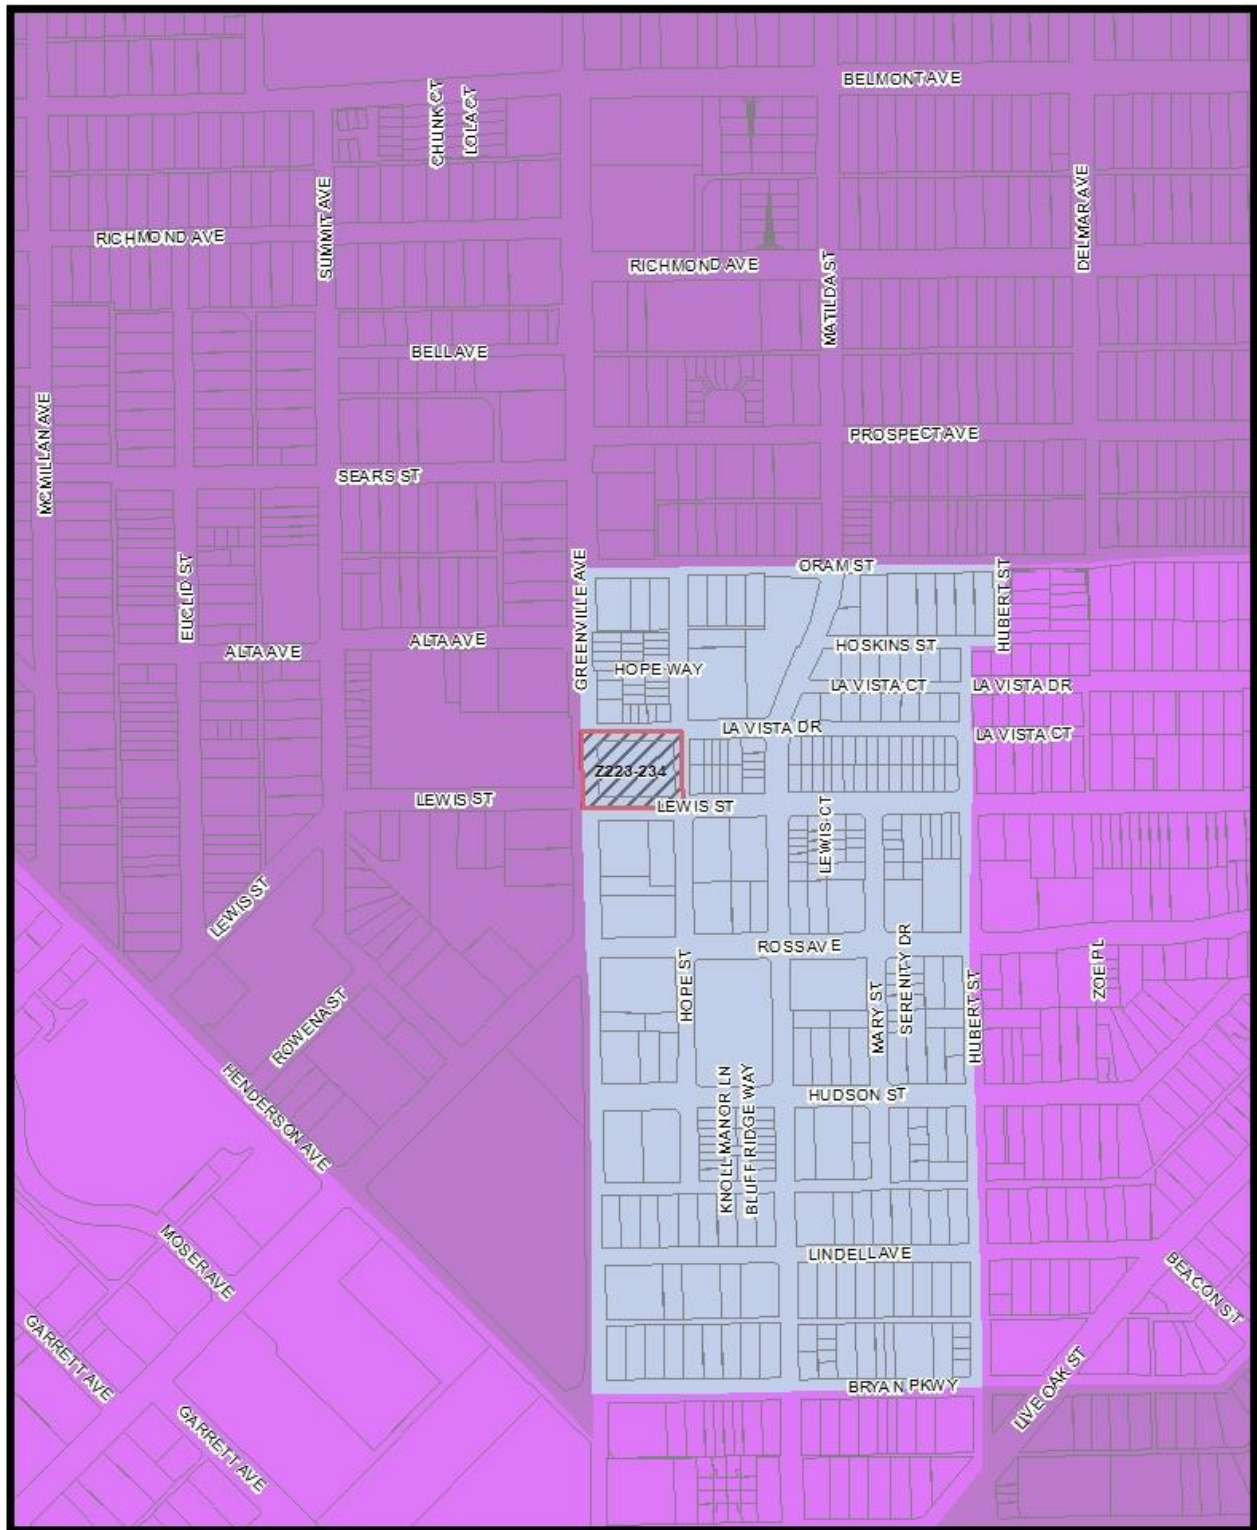 BELMONT AVE
CHUNK CT
LOLA CT
SUMMIT AVE
DELMAR AVE
RICHMOND AVE
RICHMOND AVE
MATILDA ST
BELL AVE
MCMILLAN AVE
PROSPECT AVE
SEARS ST
EUCLID ST
GREENVILLE AVE
ORAM ST
HUBERT ST
ALTA AVE
ALTA AVE
HOSKINS ST
HOPE WAY
LA VISTA CT
LA VISTA DR
LA VISTA DR
LA VISTA CT
Z223-234
LEWIS ST
LEWIS ST
LEWIS CT
LEWIS ST
ROSS AVE
HOPE ST
MARY ST
SERENITY DR
HUBERT ST
ZOE PL
ROWENA ST
HENDERSON AVE
KNOLL MANOR LN
BLUFF RIDGE WAY
HUDSON ST
MOSER AVE
LINDELL AVE
BEACON ST
GARRETT AVE
BRYAN PKWY
LIVE OAK ST
GARRETT AVE